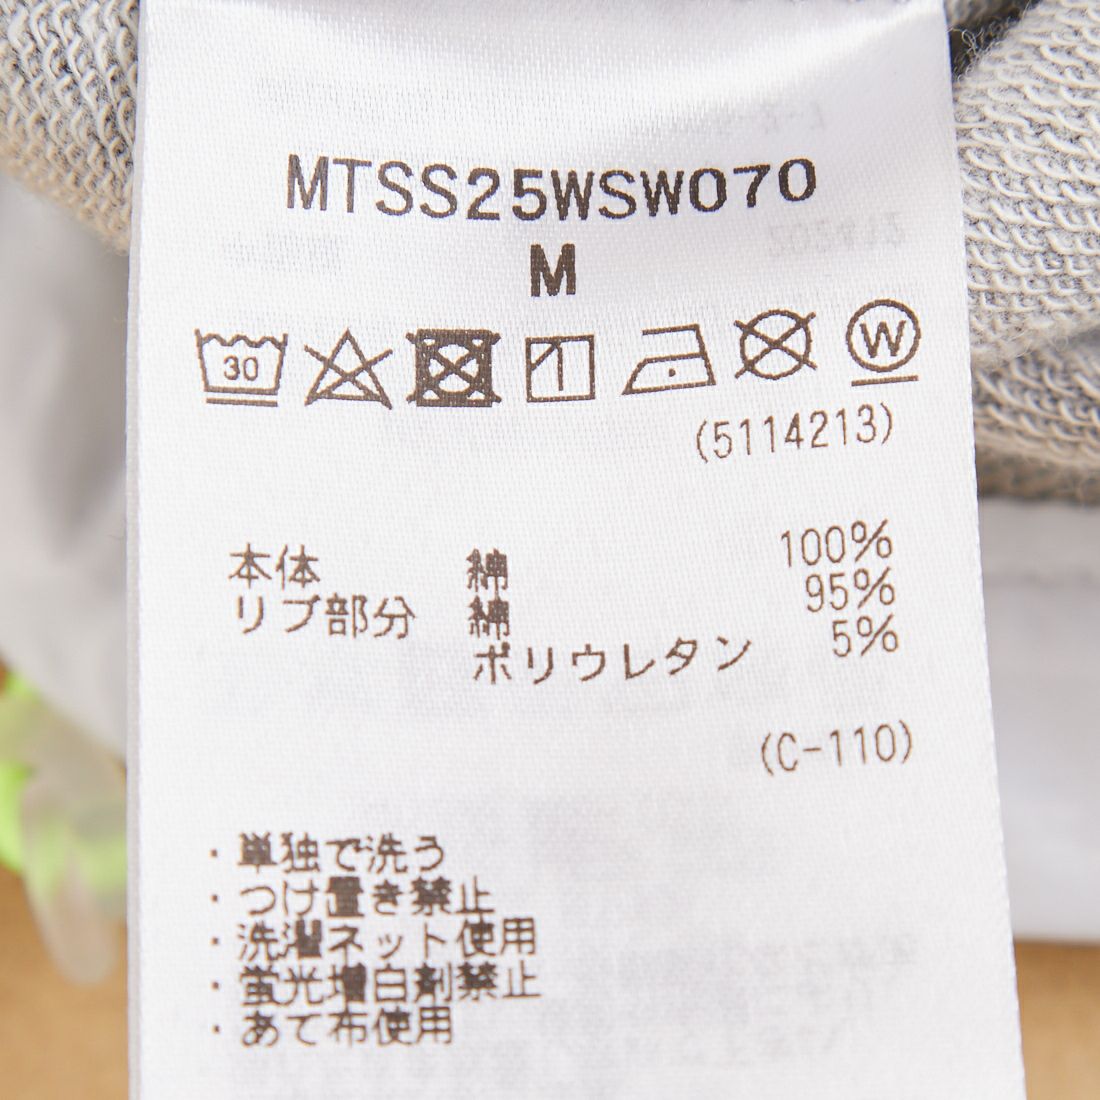 MTSS25WSW070
M
30
W
(5114213)
本体 綿 100%
リブ部分 綿 95%
ポリウレタン 5%
(C-110)
・単独で洗う
・つけ置き禁止
・洗濯ネット使用
・蛍光増白剤禁止
・あて布使用